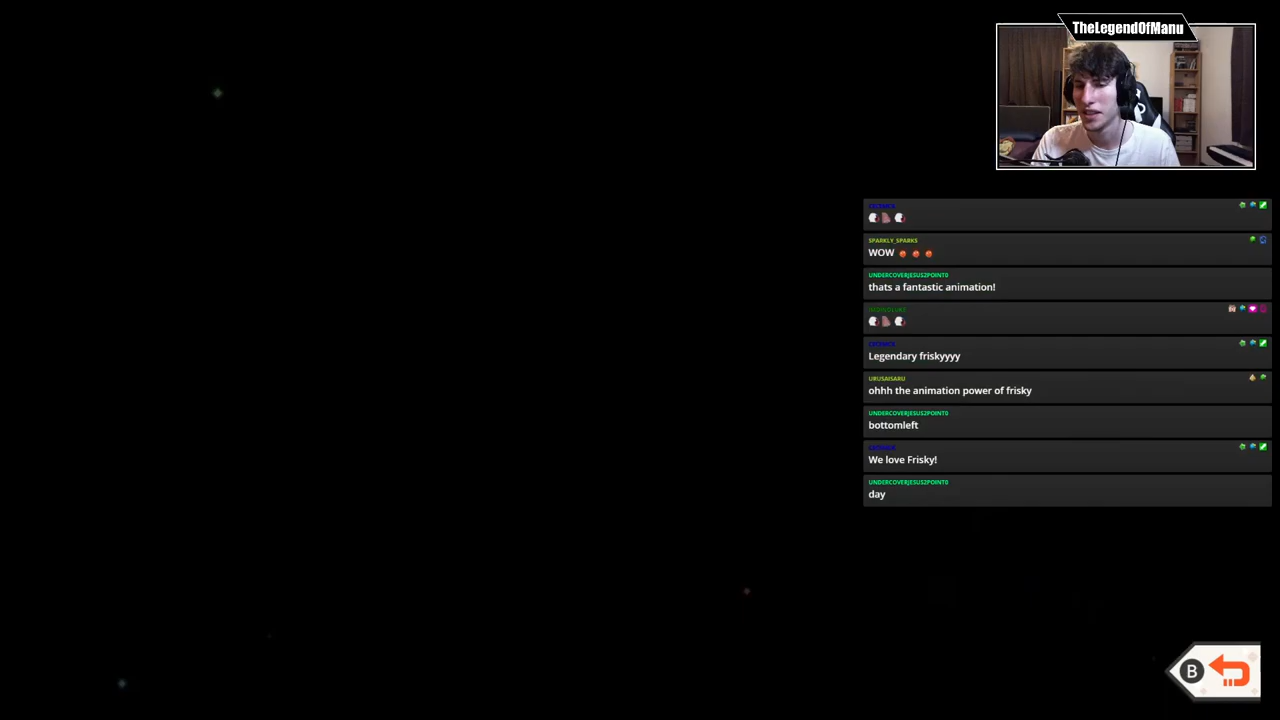 TheLegendOfManu
SPARKLY_SPARKS
WOW
UNDERCOVERJESUS2POINT0
thats a fantastic animation!
Legendary friskyyyy
URUSAISARU
ohhh the animation power of frisky
UNDERCOVERJESUS2POINT0
bottomleft
We love Frisky!
UNDERCOVERJESUS2POINT0
day
B